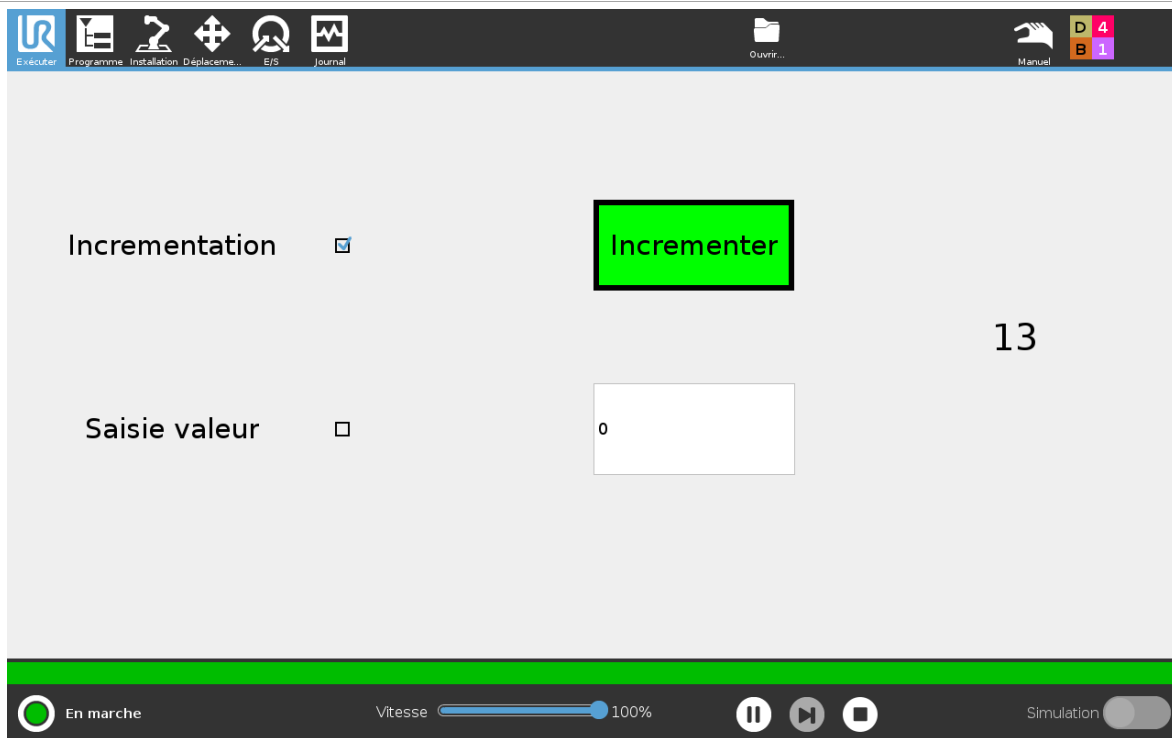 Exécuter
Programme
Installation
Déplaceme...
E/S
Journal
Ouvrir...
Manuel
D 4
B 1
Incrementation
Incrementer
13
Saisie valeur
0
En marche
Vitesse
100%
Simulation